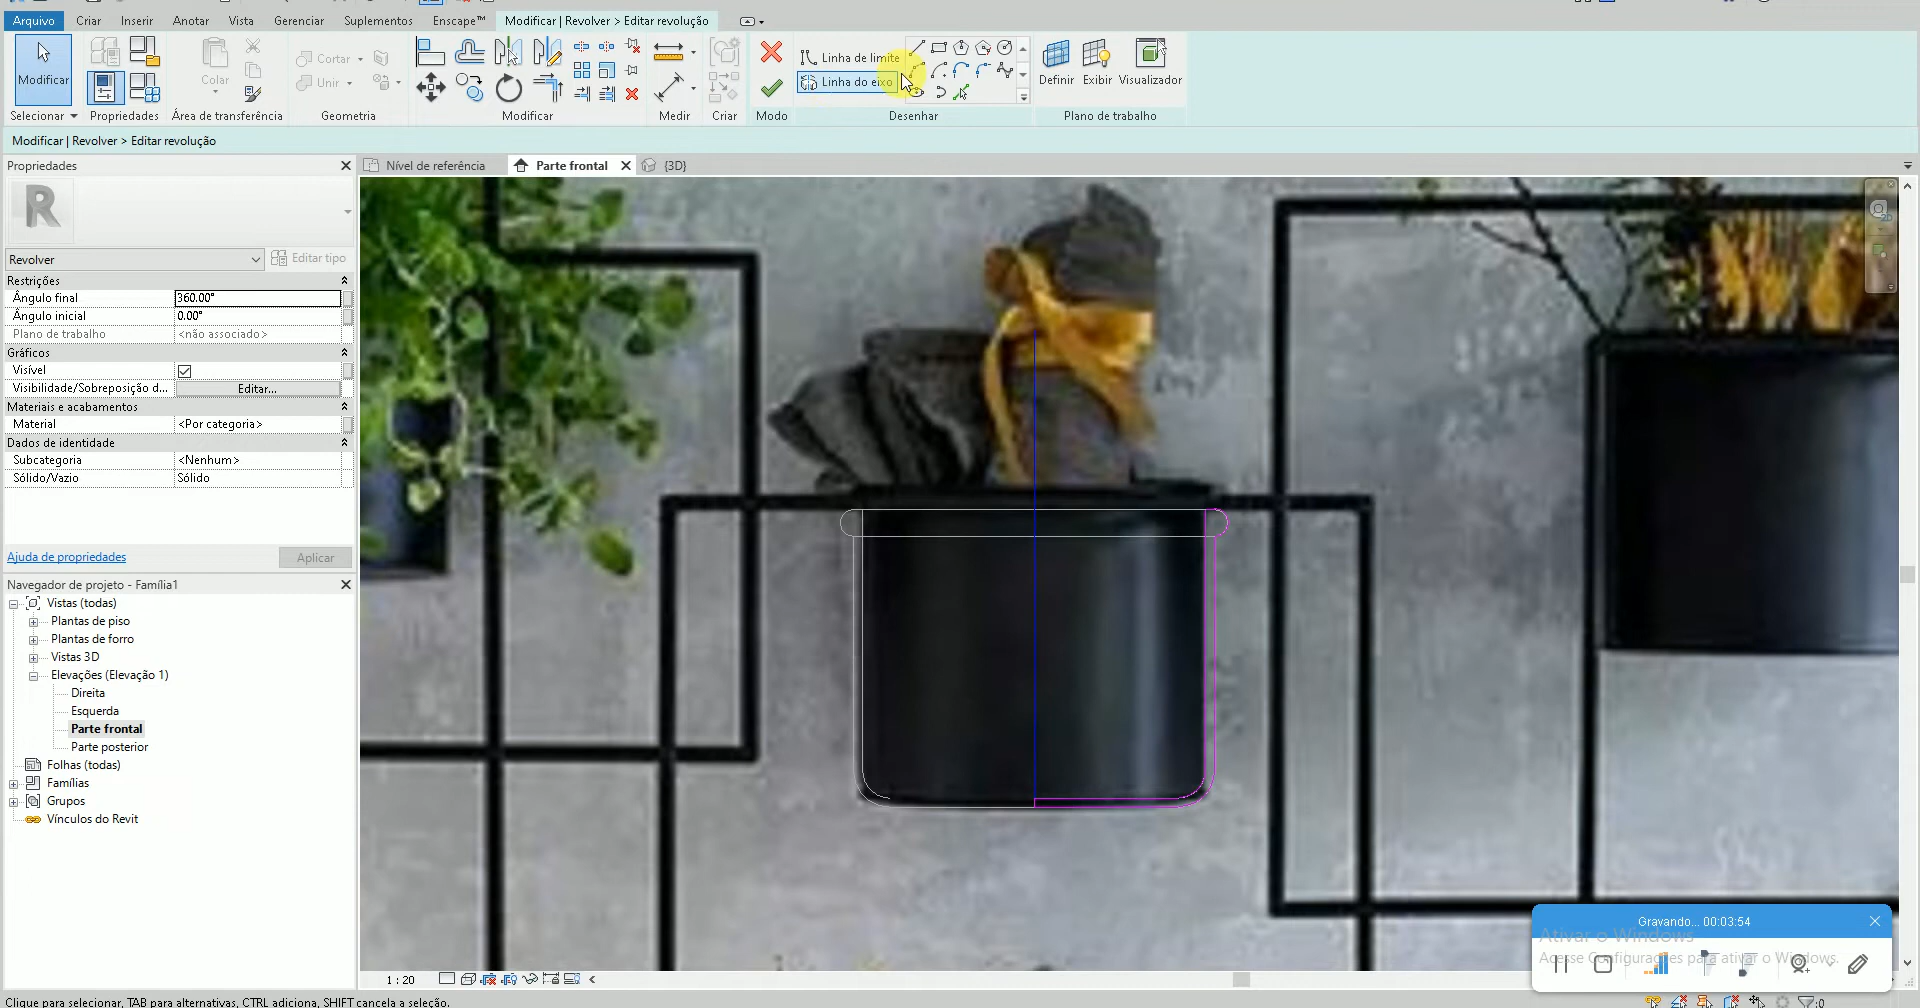 Arquivo Criar Inserir Anotar Vista Gerenciar Suplementos Enscape™ Modificar | Revolver > Editar revolução
Modificar Colar Cortar Unir Linha de limite Linha do eixo Definir Exibir Visualizador
Selecionar Propriedades Área de transferência Geometria Modificar Medir Criar Modo Desenhar Plano de trabalho
Modificar | Revolver > Editar revolução
Propriedades
Nível de referência Parte frontal {3D}
R
Revolver Editar tipo
Restrições
Ângulo final 360.00°
Ângulo inicial 0.00°
Plano de trabalho <não associado>
Gráficos
Visível
Visibilidade/Sobreposição d... Editar...
Materiais e acabamentos
Material <Por categoria>
Dados de identidade
Subcategoria <Nenhum>
Sólido/Vazio Sólido
Ajuda de propriedades Aplicar
Navegador de projeto - Família1
Vistas (todas)
Plantas de piso
Plantas de forro
Vistas 3D
Elevações (Elevação 1)
Direita
Esquerda
Parte frontal
Parte posterior
Folhas (todas)
Famílias
Grupos
Vínculos do Revit
Gravando... 00:03:54
Ativar o Windows
Acesse Configurações para ativar o Windows.
1 : 20
Clique para selecionar, TAB para alternativas, CTRL adiciona, SHIFT cancela a seleção.
:0